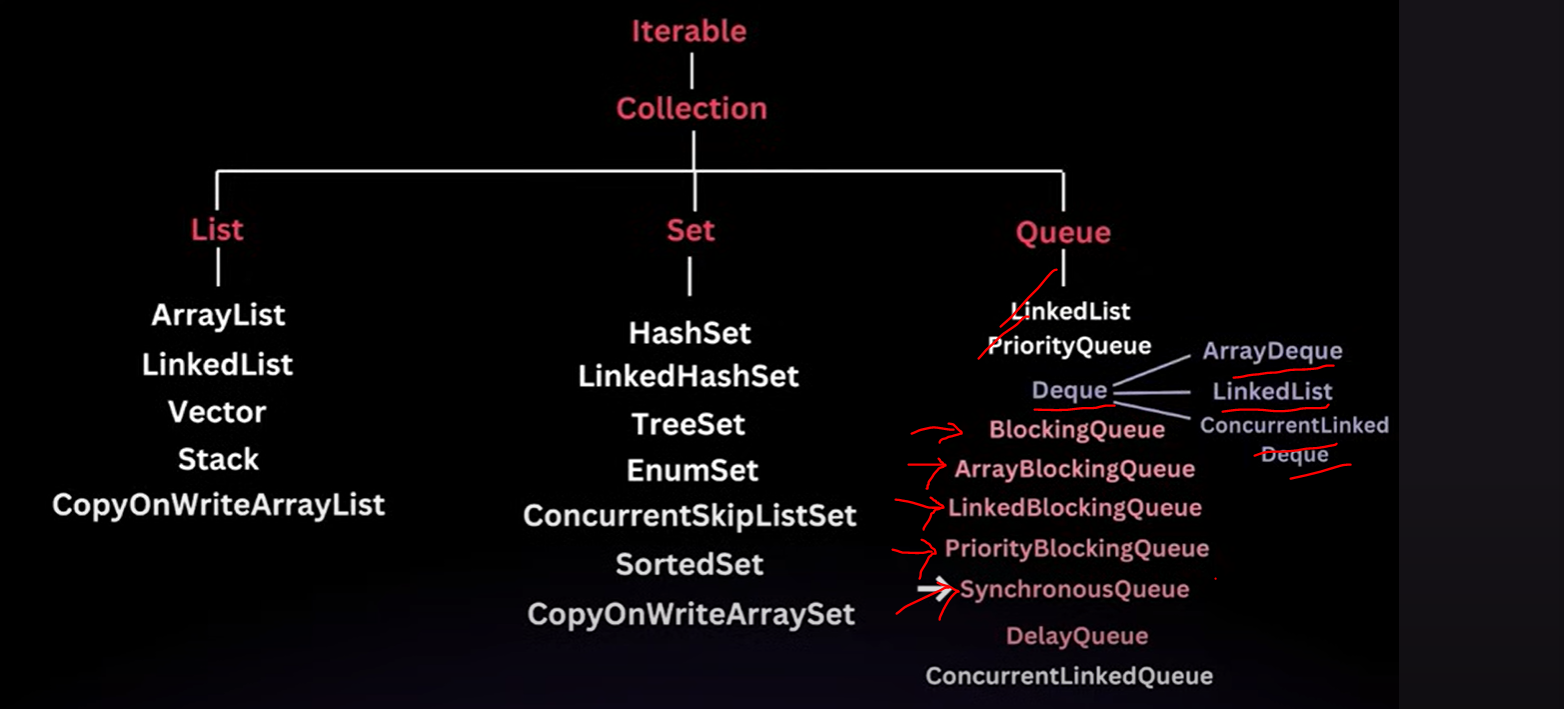 Iterable
Collection
List
Set
Queue
ArrayList
LinkedList
Vector
Stack
CopyOnWriteArrayList
HashSet
LinkedHashSet
TreeSet
EnumSet
ConcurrentSkipListSet
SortedSet
CopyOnWriteArraySet
LinkedList
PriorityQueue
Deque
ArrayDeque
LinkedList
ConcurrentLinked
Deque
BlockingQueue
ArrayBlockingQueue
LinkedBlockingQueue
PriorityBlockingQueue
SynchronousQueue
DelayQueue
ConcurrentLinkedQueue